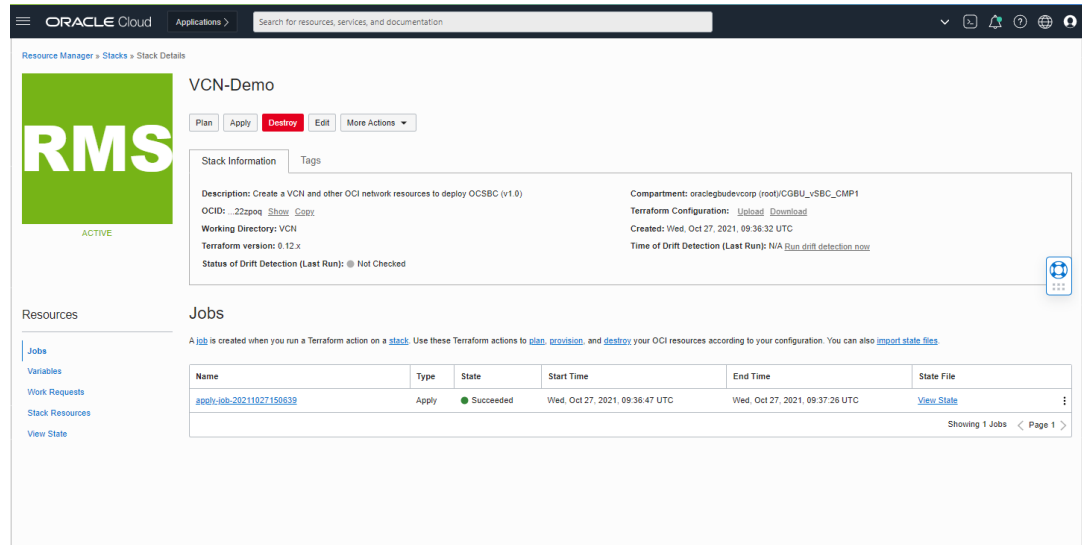 ORACLE Cloud Applications > Search for resources, services, and documentation
Resource Manager » Stacks » Stack Details
RMS
ACTIVE
VCN-Demo
Plan Apply Destroy Edit More Actions
Stack Information Tags
Description: Create a VCN and other OCI network resources to deploy OCSBC (v1.0)
OCID: ...22zpoq Show Copy
Working Directory: VCN
Terraform version: 0.12.x
Status of Drift Detection (Last Run): Not Checked
Compartment: oraclegbudevcorp (root)/CGBU_vSBC_CMP1
Terraform Configuration: Upload Download
Created: Wed, Oct 27, 2021, 09:36:32 UTC
Time of Drift Detection (Last Run): N/A Run drift detection now
Resources
Jobs
Variables
Work Requests
Stack Resources
View State
Jobs
A job is created when you run a Terraform action on a stack. Use these Terraform actions to plan, provision, and destroy your OCI resources according to your configuration. You can also import state files.
Name Type State Start Time End Time State File
apply-job-20211027150639 Apply Succeeded Wed, Oct 27, 2021, 09:36:47 UTC Wed, Oct 27, 2021, 09:37:26 UTC View State
Showing 1 Jobs < Page 1 >